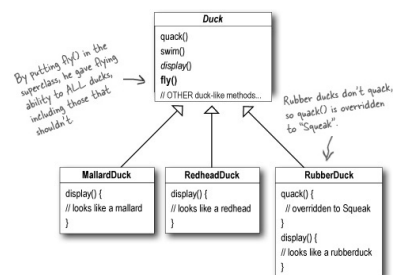 Duck
quack()
swim()
display()
fly()
// OTHER duck-like methods...
By putting fly() in the
superclass, he gave flying
ability to ALL ducks,
including those that
shouldn't
Rubber ducks don't quack,
so quack() is overridden
to "Squeak".
MallardDuck
display() {
// looks like a mallard
}
RedheadDuck
display() {
// looks like a redhead
}
RubberDuck
quack() {
// overridden to Squeak
}
display() {
// looks like a rubberduck
}